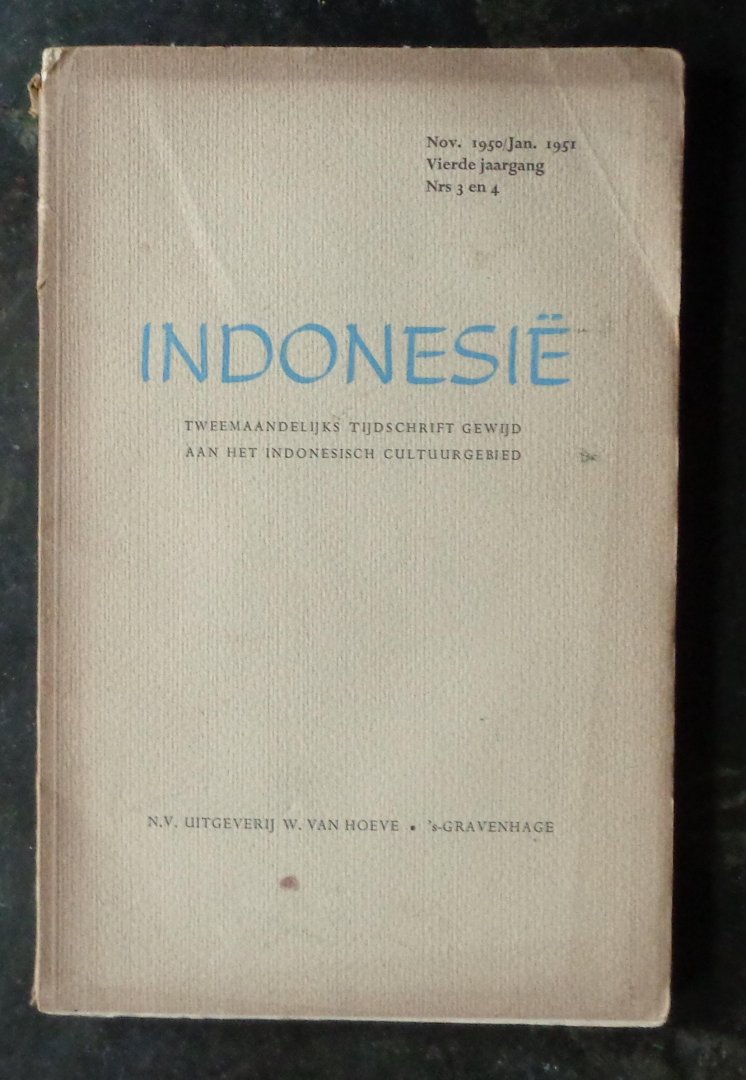 Nov. 1950/Jan. 1951
Vierde jaargang
Nrs 3 en 4
INDONESIË
TWEEMAANDELIJKS TIJDSCHRIFT GEWIJD
AAN HET INDONESISCH CULTUURGEBIED
N.V. UITGEVERIJ W. VAN HOEVE • 's-GRAVENHAGE